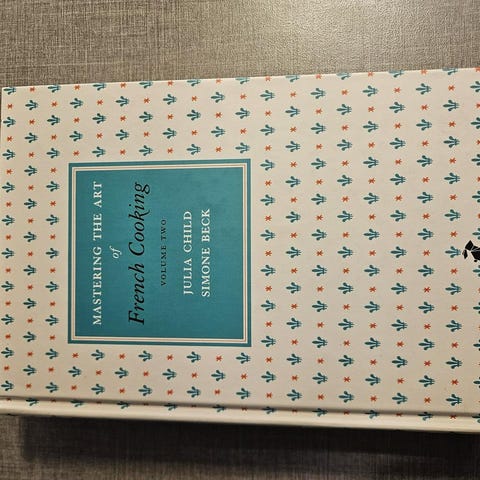 MASTERING THE ART
of
French Cooking
VOLUME TWO
JULIA CHILD
SIMONE BECK